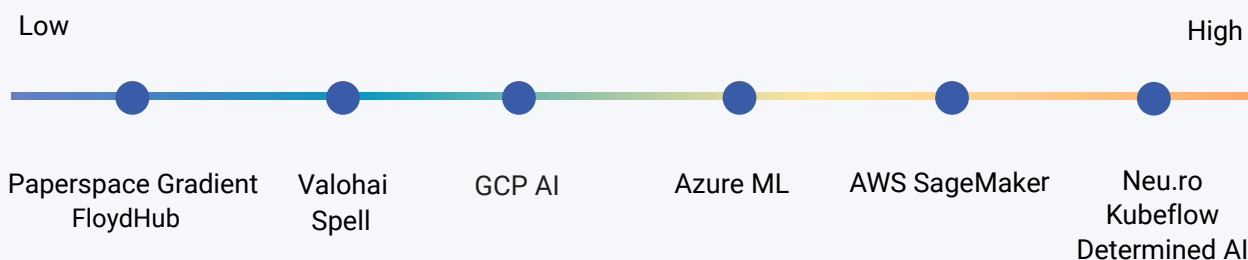 Low
High
Paperspace Gradient
FloydHub
Valohai
Spell
GCP AI
Azure ML
AWS SageMaker
Neu.ro
Kubeflow
Determined AI